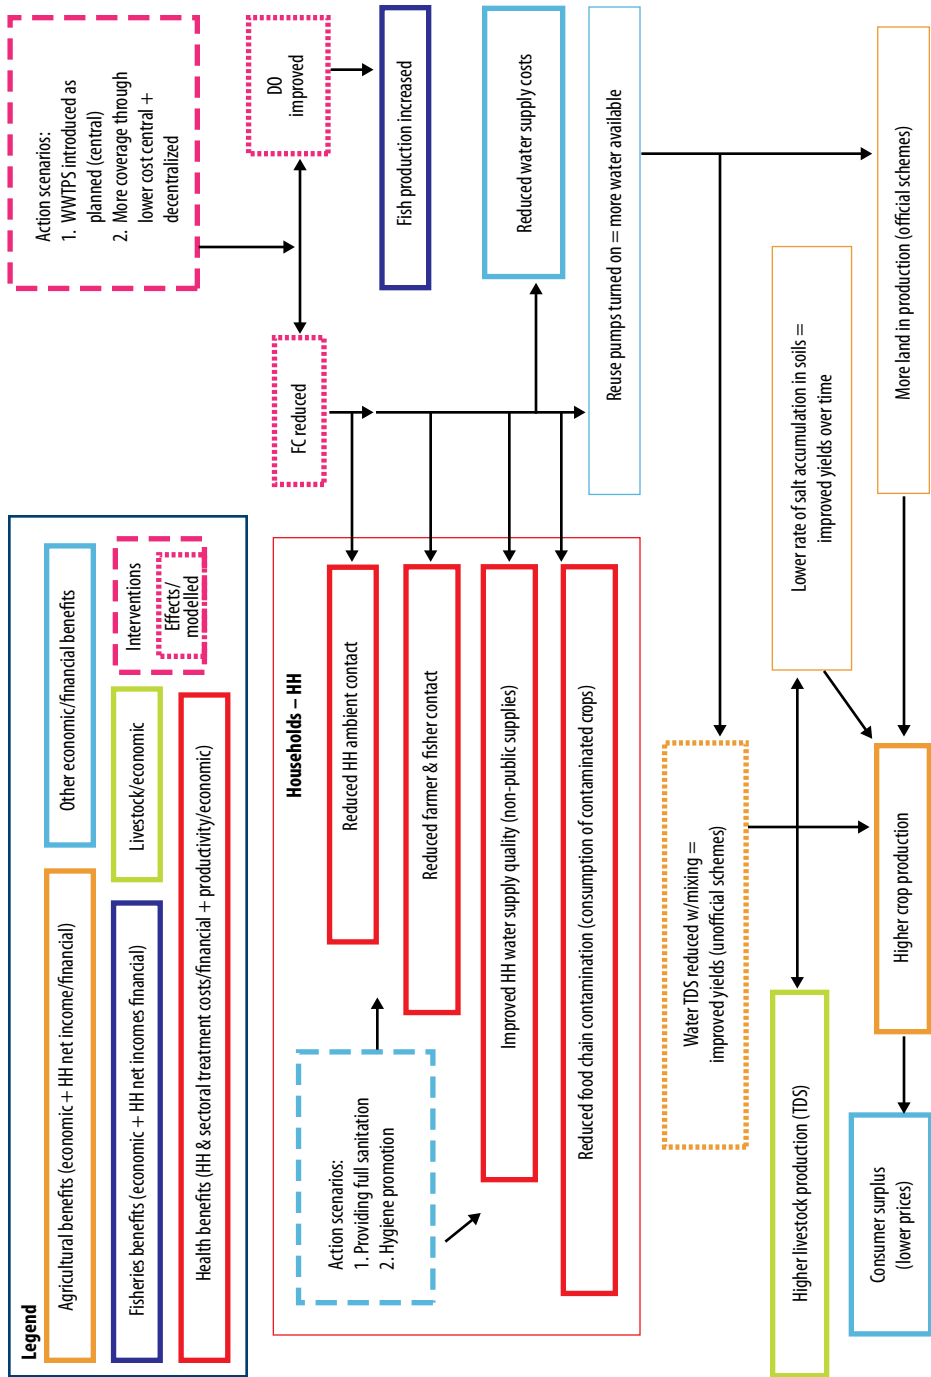 Legend
Agricultural benefits (economic + HH net income/financial)
Other economic/financial benefits
Fisheries benefits (economic + HH net incomes financial)
Livestock/economic
Interventions
Effects/
modelled
Health benefits (HH & sectoral treatment costs/financial + productivity/economic)
Action scenarios:
1. WWTPS introduced as
planned (central)
2. More coverage through
lower cost central +
decentralized
FC reduced
DO
improved
Fish production increased
Households – HH
Action scenarios:
1. Providing full sanitation
2. Hygiene promotion
Reduced HH ambient contact
Reduced farmer & fisher contact
Improved HH water supply quality (non-public supplies)
Reduced food chain contamination (consumption of contaminated crops)
Reduced water supply costs
Reuse pumps turned on = more water available
Water TDS reduced w/mixing =
improved yields (unofficial schemes)
Higher livestock production (TDS)
Lower rate of salt accumulation in soils =
improved yields over time
Consumer surplus
(lower prices)
Higher crop production
More land in production (official schemes)